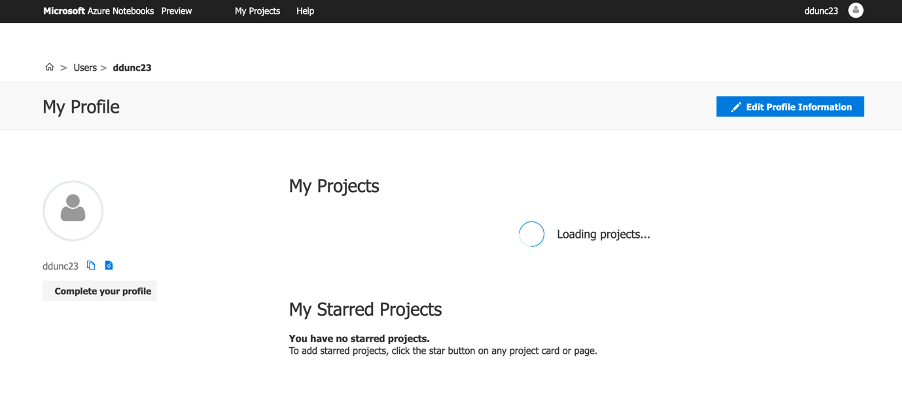 Microsoft Azure Notebooks Preview My Projects Help ddunc23
> Users > ddunc23
My Profile
Edit Profile Information
My Projects
Loading projects...
ddunc23
Complete your profile
My Starred Projects
You have no starred projects.
To add starred projects, click the star button on any project card or page.